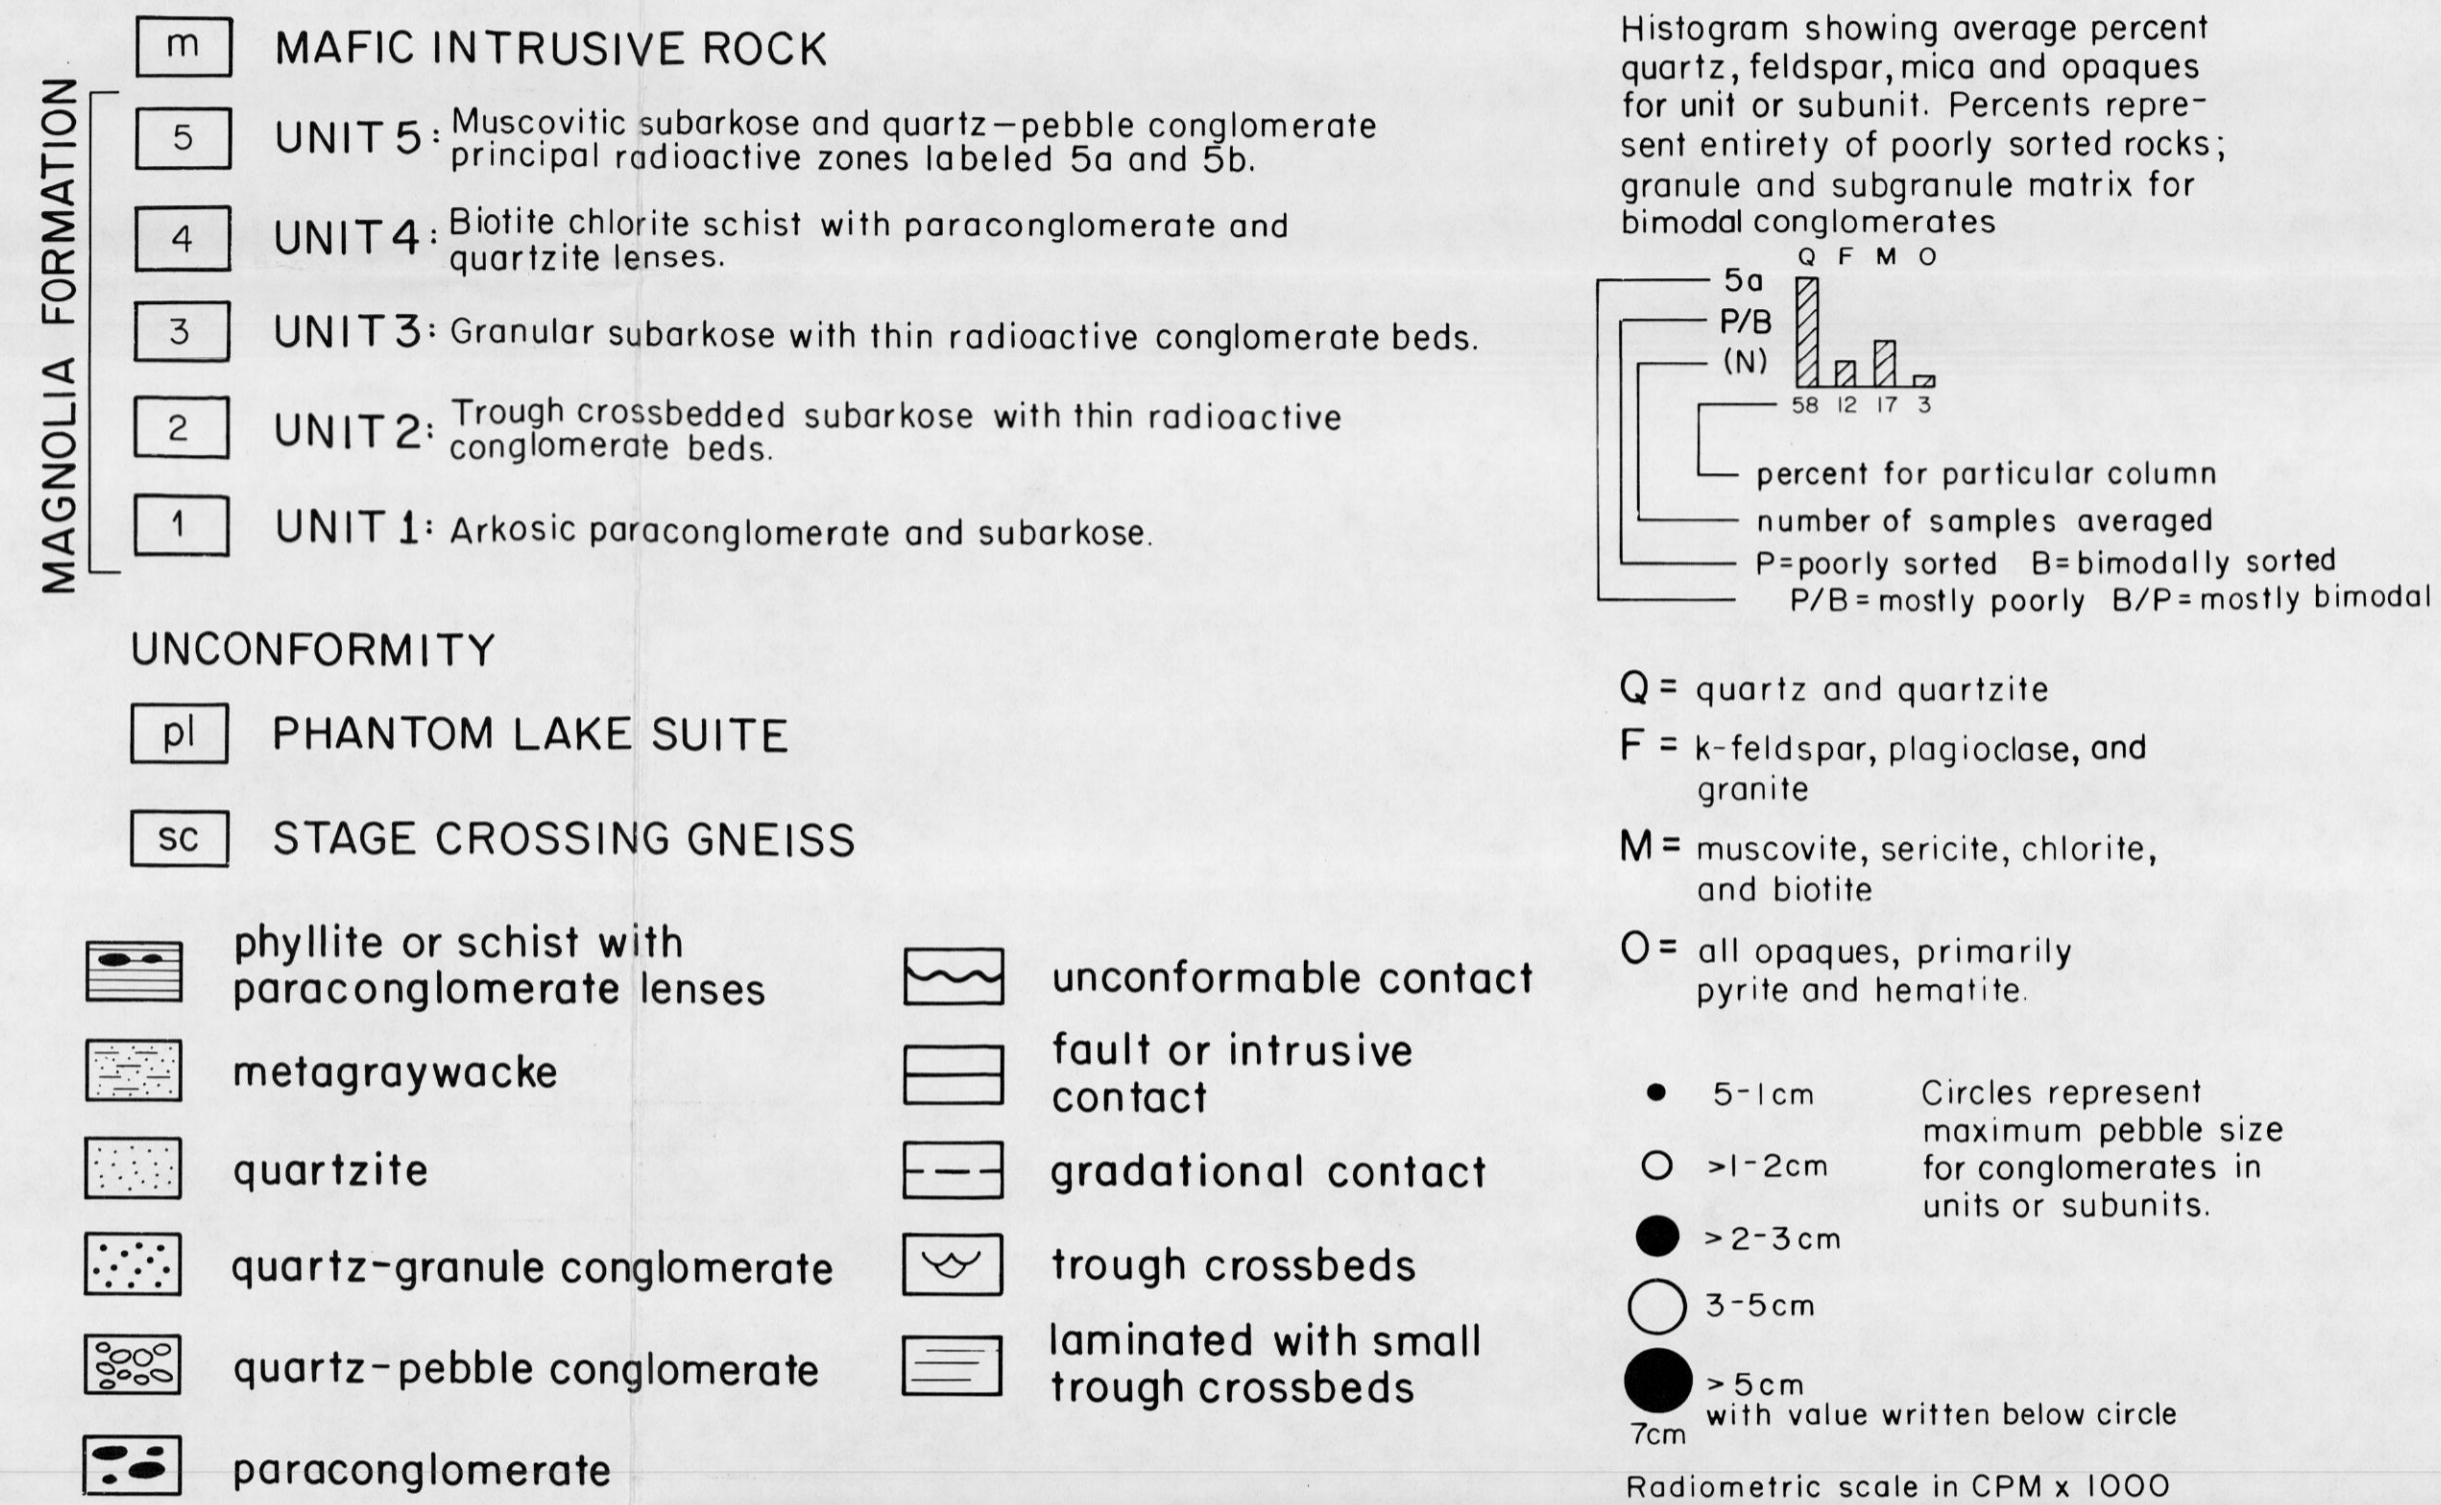 MAGNOLIA FORMATION
m MAFIC INTRUSIVE ROCK
5 UNIT 5: Muscovitic subarkose and quartz-pebble conglomerate
principal radioactive zones labeled 5a and 5b.
4 UNIT 4: Biotite chlorite schist with paraconglomerate and
quartzite lenses.
3 UNIT 3: Granular subarkose with thin radioactive conglomerate beds.
2 UNIT 2: Trough crossbedded subarkose with thin radioactive
conglomerate beds.
1 UNIT 1: Arkosic paraconglomerate and subarkose.
UNCONFORMITY
pl PHANTOM LAKE SUITE
sc STAGE CROSSING GNEISS
phyllite or schist with
paraconglomerate lenses
metagraywacke
quartzite
quartz-granule conglomerate
quartz-pebble conglomerate
paraconglomerate
unconformable contact
fault or intrusive
contact
gradational contact
trough crossbeds
laminated with small
trough crossbeds
Histogram showing average percent
quartz, feldspar, mica and opaques
for unit or subunit. Percents repre-
sent entirety of poorly sorted rocks;
granule and subgranule matrix for
bimodal conglomerates
Q F M O
5a
P/B
(N)
58 12 17 3
percent for particular column
number of samples averaged
P=poorly sorted B=bimodally sorted
P/B=mostly poorly B/P=mostly bimodal
Q = quartz and quartzite
F = k-feldspar, plagioclase, and
granite
M = muscovite, sericite, chlorite,
and biotite
O = all opaques, primarily
pyrite and hematite.
5-1cm
>1-2cm
>2-3cm
3-5cm
>5cm
with value written below circle
7cm
Circles represent
maximum pebble size
for conglomerates in
units or subunits.
Radiometric scale in CPM x 1000